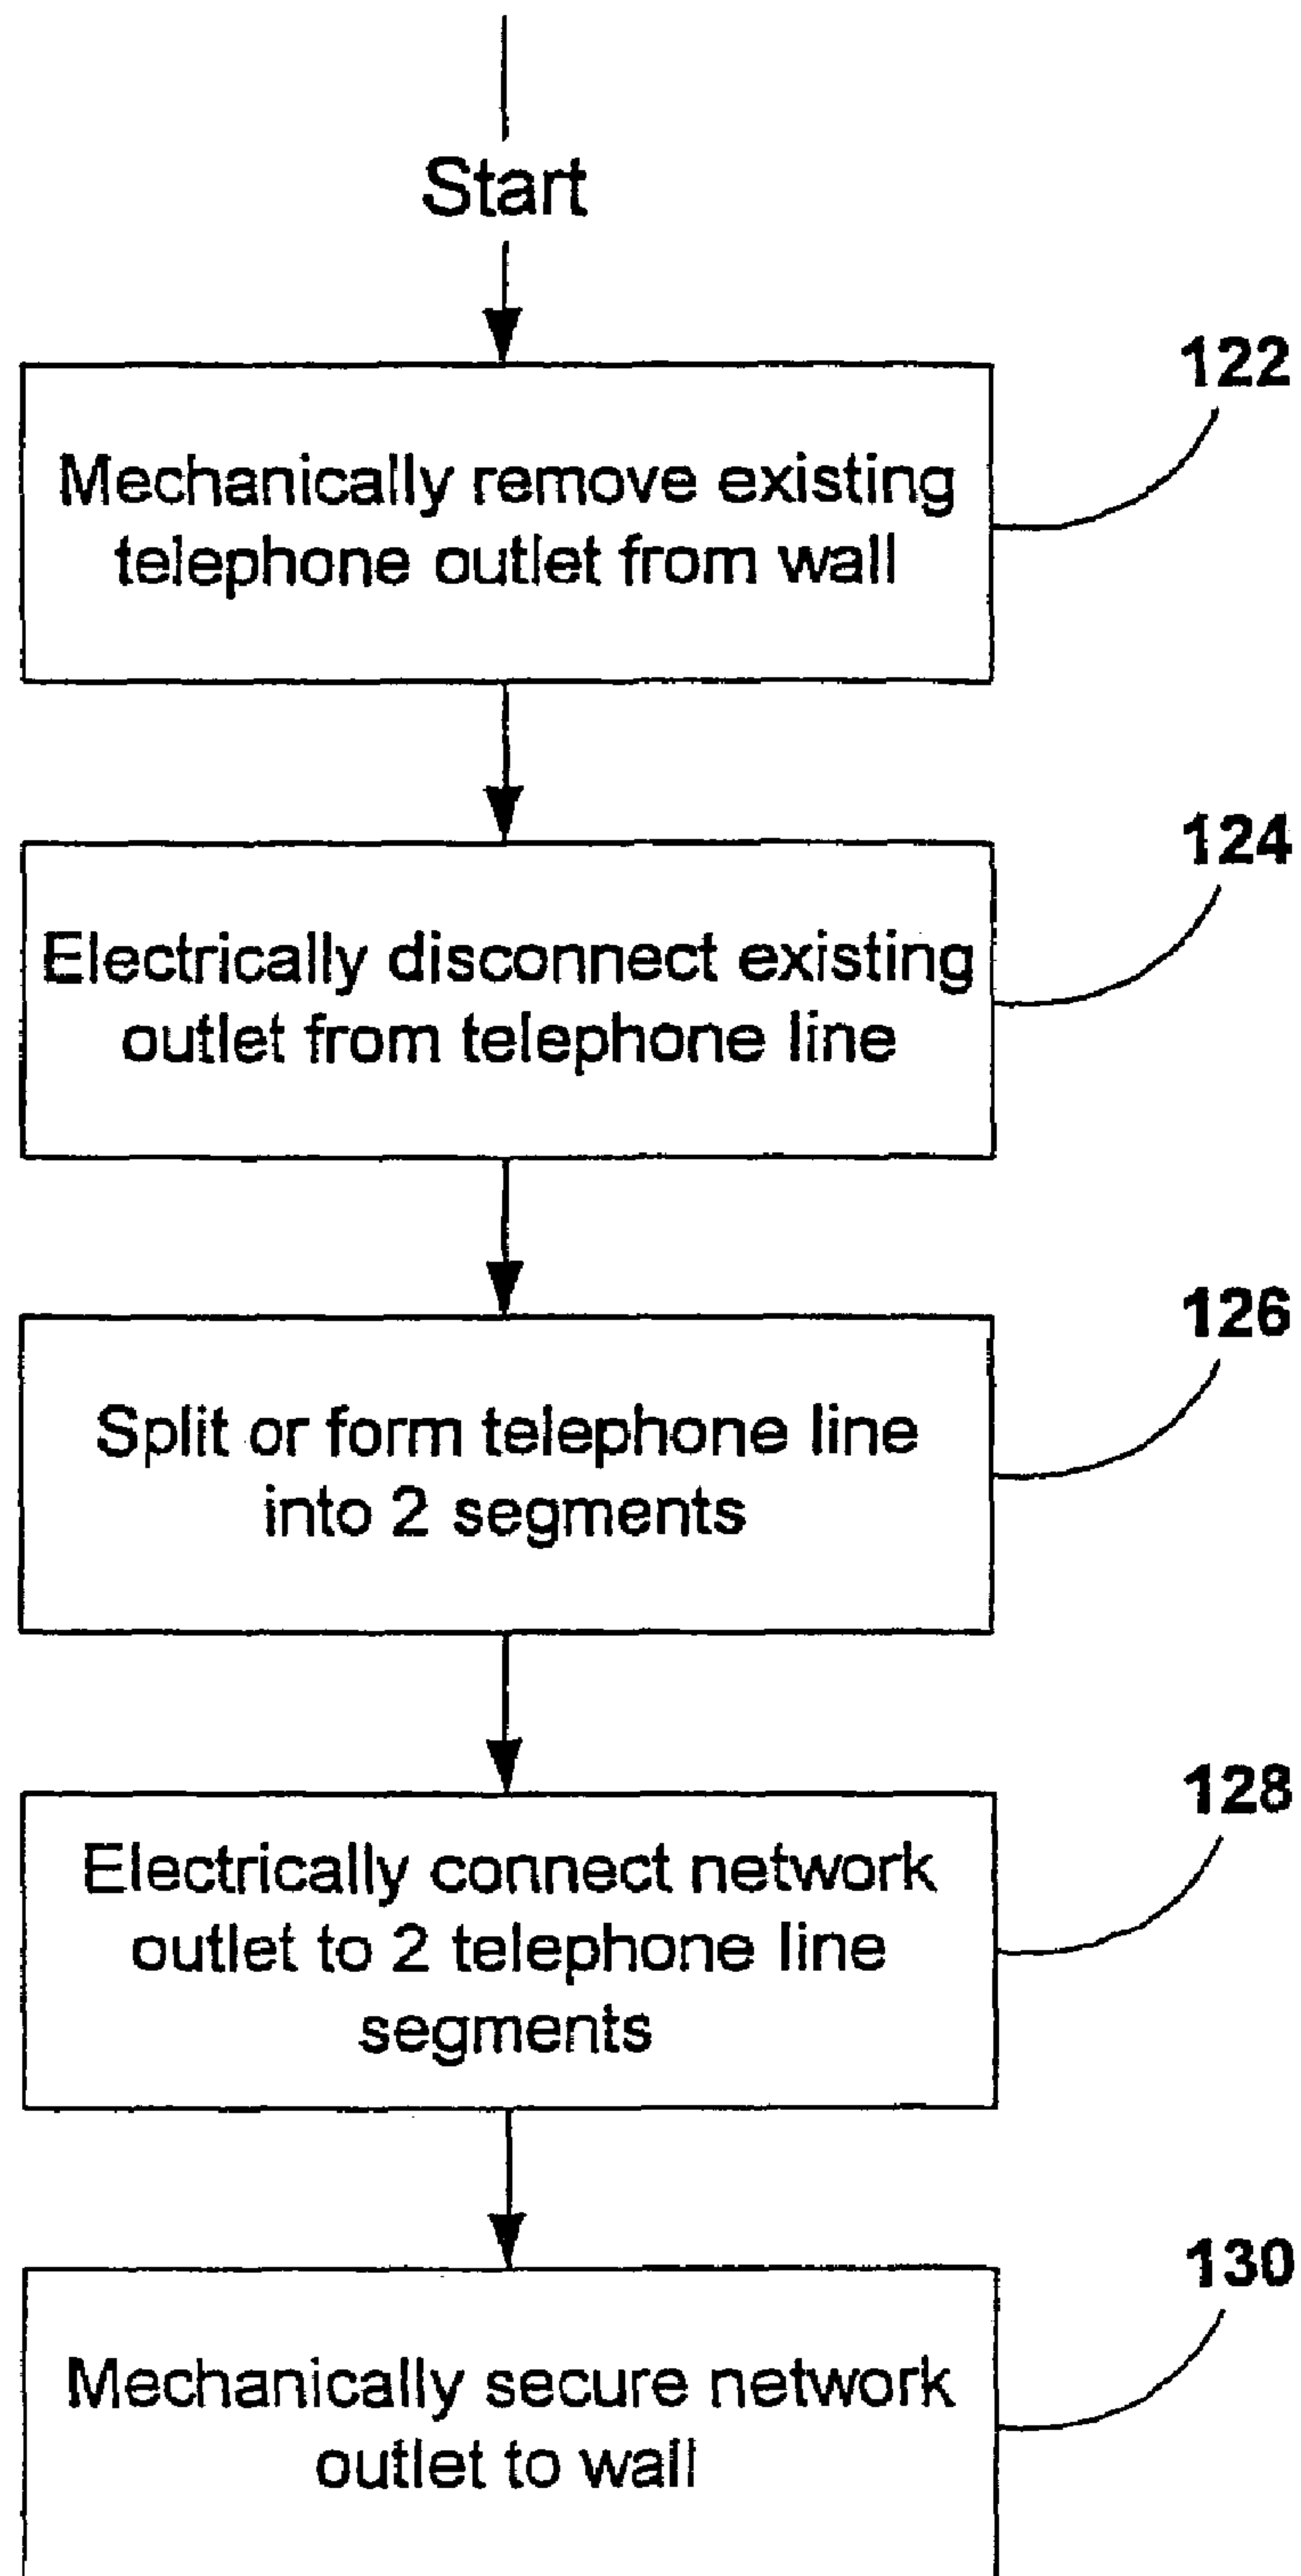 Start
122
Mechanically remove existing
telephone outlet from wall
124
Electrically disconnect existing
outlet from telephone line
126
Split or form telephone line
into 2 segments
128
Electrically connect network
outlet to 2 telephone line
segments
130
Mechanically secure network
outlet to wall